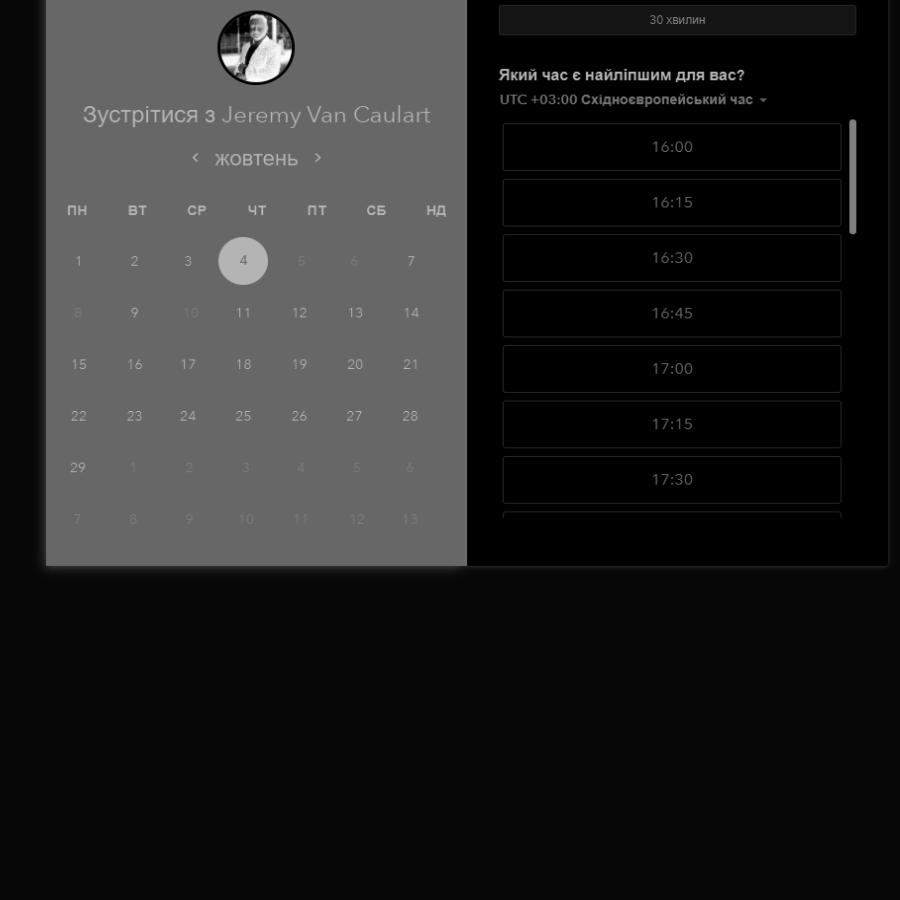 Зустрітися з Jeremy Van Caulart
жовтень
ПН ВТ СР ЧТ ПТ СБ НД
1 2 3 4 5 6 7
8 9 10 11 12 13 14
15 16 17 18 19 20 21
22 23 24 25 26 27 28
29 1 2 3 4 5 6
7 8 9 10 11 12 13
30 хвилин
Який час є найліпшим для вас?
UTC +03:00 Східноєвропейський час
16:00
16:15
16:30
16:45
17:00
17:15
17:30